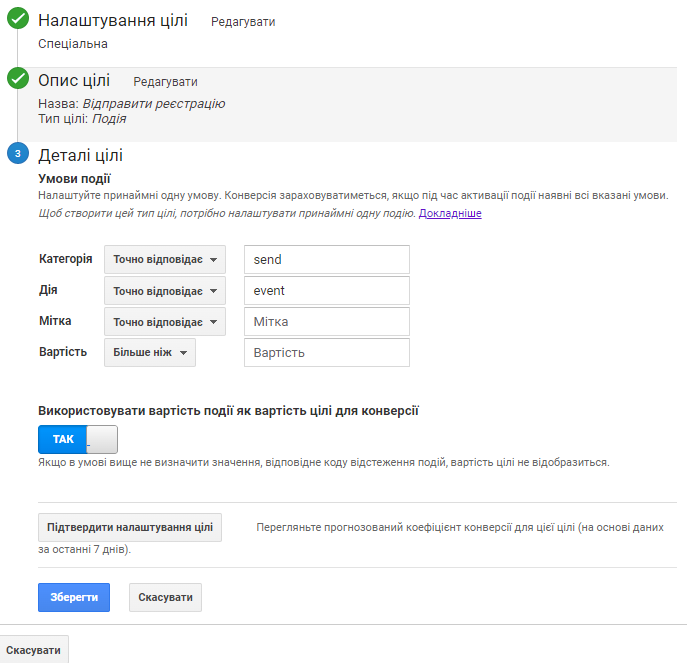 Налаштування цілі Редагувати
Спеціальна
Опис цілі Редагувати
Назва: Відправити реєстрацію
Тип цілі: Подія
3 Деталі цілі
Умови події
Налаштуйте принаймні одну умову. Конверсія зараховуватиметься, якщо під час активації події наявні всі вказані умови.
Щоб створити цей тип цілі, потрібно налаштувати принаймні одну подію. Докладніше
Категорія Точно відповідає send
Дія Точно відповідає event
Мітка Точно відповідає Мітка
Вартість Більше ніж Вартість
Використовувати вартість події як вартість цілі для конверсії
ТАК
Якщо в умові вище не визначити значення, відповідне коду відстеження подій, вартість цілі не відобразиться.
Підтвердити налаштування цілі Перегляньте прогнозований коефіцієнт конверсії для цієї цілі (на основі даних
за останні 7 днів).
Зберегти Скасувати
Скасувати